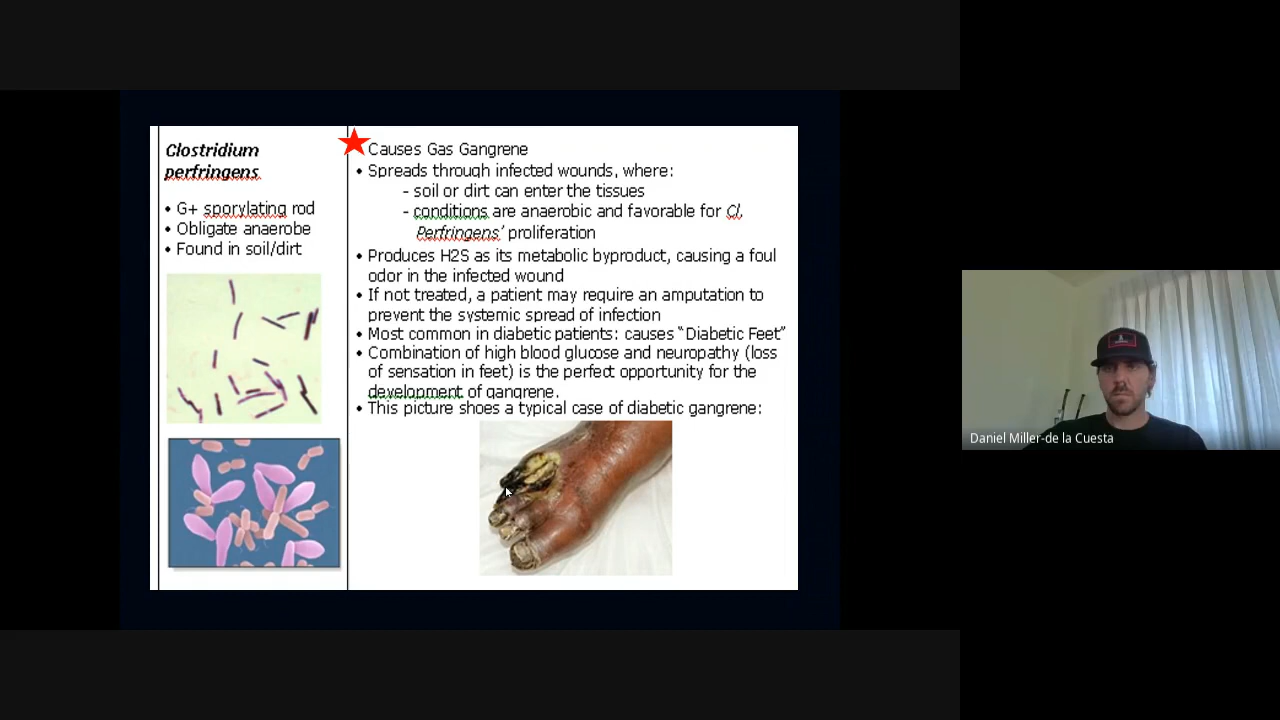 Clostridium
perfringens
• G+ sporylating rod
• Obligate anaerobe
• Found in soil/dirt
Causes Gas Gangrene
• Spreads through infected wounds, where:
- soil or dirt can enter the tissues
- conditions are anaerobic and favorable for Cl.
Perfringens’ proliferation
• Produces H2S as its metabolic byproduct, causing a foul
odor in the infected wound
• If not treated, a patient may require an amputation to
prevent the systemic spread of infection
• Most common in diabetic patients: causes “Diabetic Feet”
• Combination of high blood glucose and neuropathy (loss
of sensation in feet) is the perfect opportunity for the
development of gangrene.
• This picture shoes a typical case of diabetic gangrene:
Daniel Miller-de la Cuesta